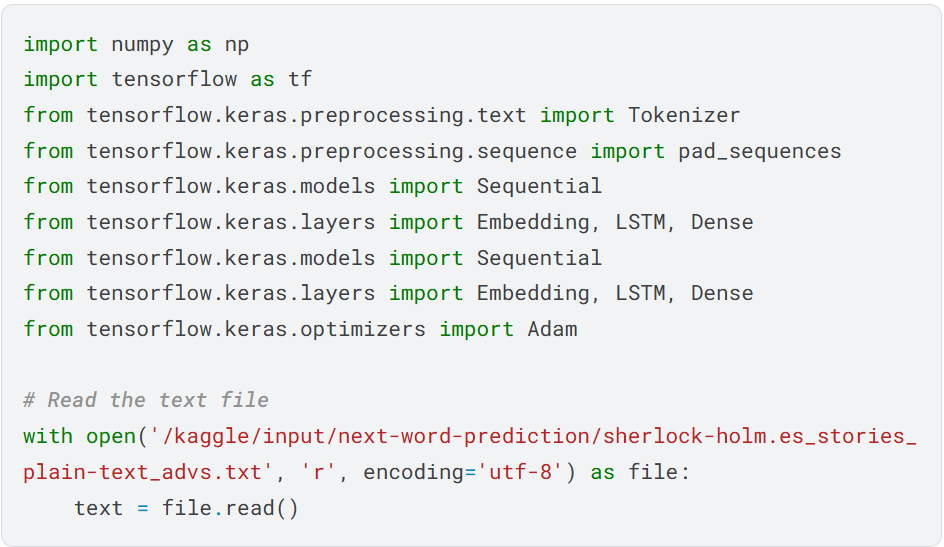 import numpy as np
import tensorflow as tf
from tensorflow.keras.preprocessing.text import Tokenizer
from tensorflow.keras.preprocessing.sequence import pad_sequences
from tensorflow.keras.models import Sequential
from tensorflow.keras.layers import Embedding, LSTM, Dense
from tensorflow.keras.models import Sequential
from tensorflow.keras.layers import Embedding, LSTM, Dense
from tensorflow.keras.optimizers import Adam

# Read the text file
with open('/kaggle/input/next-word-prediction/sherlock-holm.es_stories_
plain-text_advs.txt', 'r', encoding='utf-8') as file:
    text = file.read()